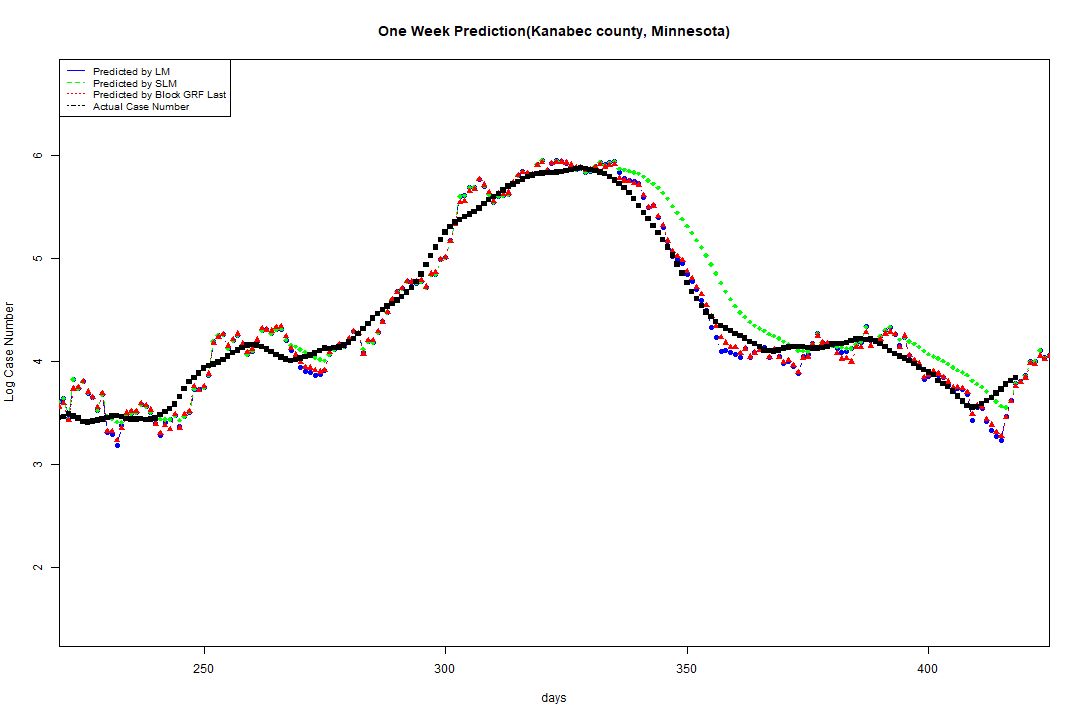 One Week Prediction(Kanabec county, Minnesota)
Predicted by LM
Predicted by SLM
Predicted by Block GRF Last
Actual Case Number
6
5
4
3
2
Log Case Number
250
300
350
400
days